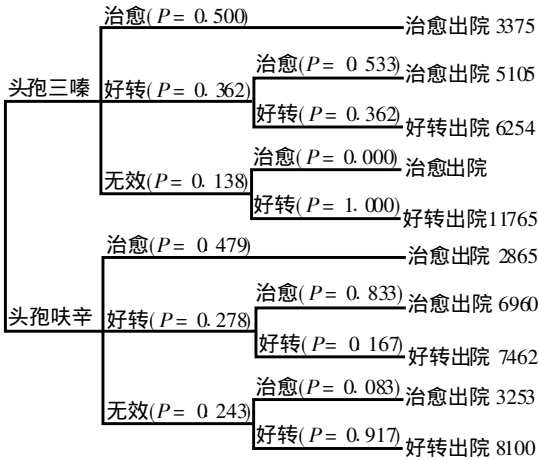 治愈(P = 0.500) 治愈出院 3375
头孢三嗪 好转(P = 0.362) 治愈(P = 0.533) 治愈出院 5105
好转(P = 0.362) 好转出院 6254
无效(P = 0.138) 治愈(P = 0.000) 治愈出院
好转(P = 1.000) 好转出院11765
治愈(P = 0.479) 治愈出院 2865
头孢呋辛 好转(P = 0.278) 治愈(P = 0.833) 治愈出院 6960
好转(P = 0.167) 好转出院 7462
无效(P = 0.243) 治愈(P = 0.083) 治愈出院 3253
好转(P = 0.917) 好转出院 8100